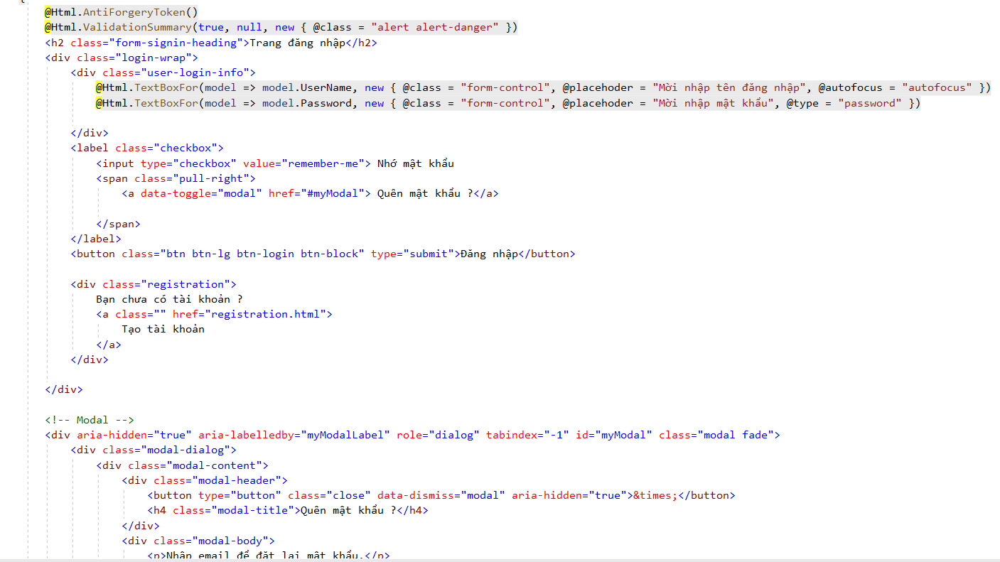 {
@Html.AntiForgeryToken()
@Html.ValidationSummary(true, null, new { @class = "alert alert-danger" })
<h2 class="form-signin-heading">Trang đăng nhập</h2>
<div class="login-wrap">
<div class="user-login-info">
@Html.TextBoxFor(model => model.UserName, new { @class = "form-control", @placehoder = "Mời nhập tên đăng nhập", @autofocus = "autofocus" })
@Html.TextBoxFor(model => model.Password, new { @class = "form-control", @placehoder = "Mời nhập mật khẩu", @type = "password" })
</div>
<label class="checkbox">
<input type="checkbox" value="remember-me"> Nhớ mật khẩu
<span class="pull-right">
<a data-toggle="modal" href="#myModal"> Quên mật khẩu ?</a>
</span>
</label>
<button class="btn btn-lg btn-login btn-block" type="submit">Đăng nhập</button>
<div class="registration">
Bạn chưa có tài khoản ?
<a class="" href="registration.html">
Tạo tài khoản
</a>
</div>
</div>
<!-- Modal -->
<div aria-hidden="true" aria-labelledby="myModalLabel" role="dialog" tabindex="-1" id="myModal" class="modal fade">
<div class="modal-dialog">
<div class="modal-content">
<div class="modal-header">
<button type="button" class="close" data-dismiss="modal" aria-hidden="true">&times;</button>
<h4 class="modal-title">Quên mật khẩu ?</h4>
</div>
<div class="modal-body">
<p>Nhập email để đặt lại mật khẩu.</p>